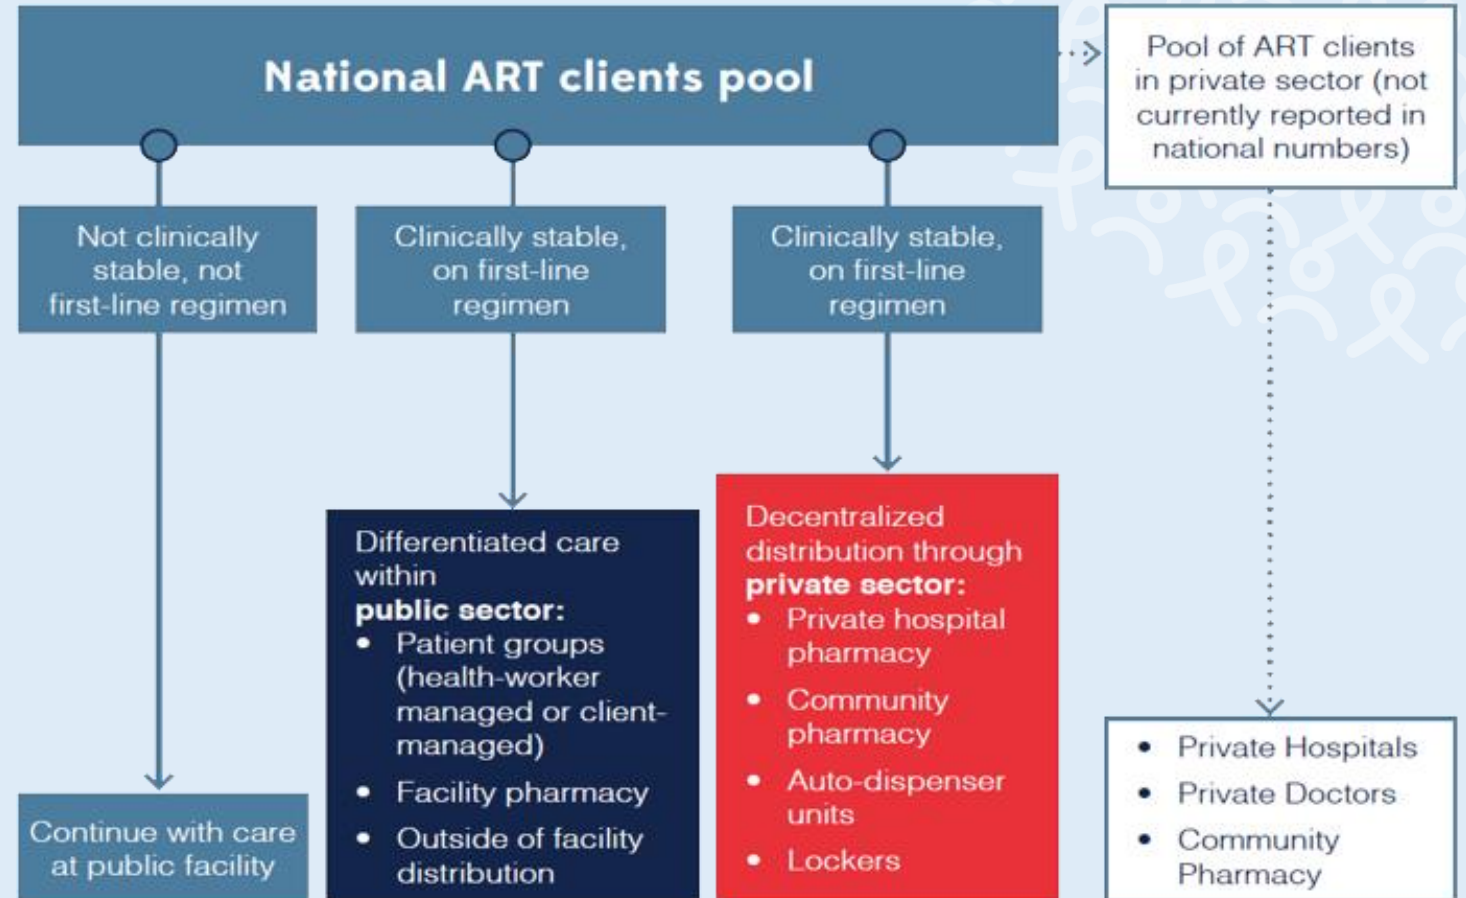 National ART clients pool
Pool of ART clients
in private sector (not
currently reported in
national numbers)
Not clinically
stable, not
first-line regimen
Clinically stable,
on first-line
regimen
Clinically stable,
on first-line
regimen
Continue with care
at public facility
Differentiated care
within
public sector:
• Patient groups
(health-worker
managed or client-
managed)
• Facility pharmacy
• Outside of facility
distribution
Decentralized
distribution through
private sector:
• Private hospital
pharmacy
• Community
pharmacy
• Auto-dispenser
units
• Lockers
• Private Hospitals
• Private Doctors
• Community
Pharmacy